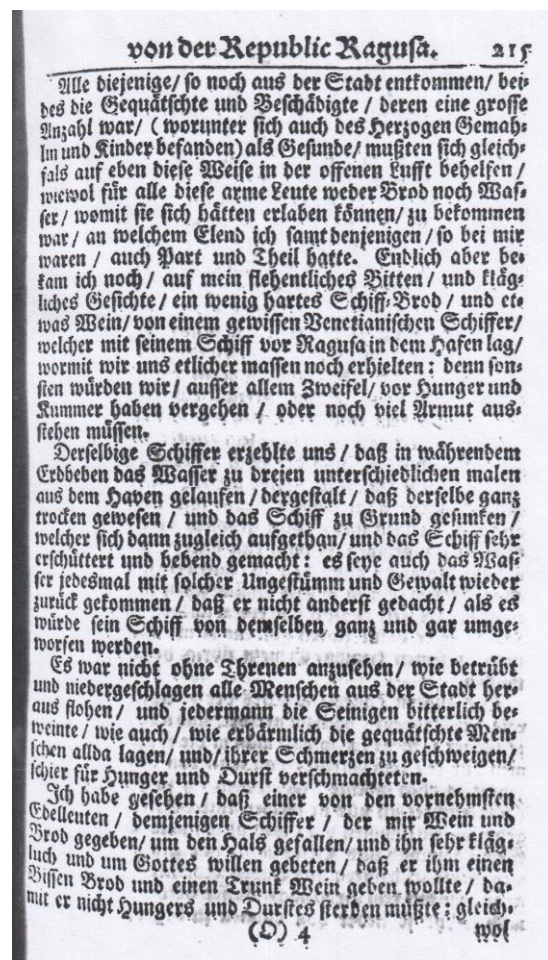 von der Republic Ragusa. 215
Alle diejenige/ so noch aus der Stadt entkommen/ bei-
des die Gequätschte und Beschädigte / deren eine grosse
Anzahl war/ (worunter sich auch des Herzogen Gemah-
lin und Kinder befanden) als Gesunde/ mußten sich gleich-
fals auf eben diese Weise in der offenen Lufft behelfen/
wiewol für alle diese arme Leute weder Brod noch Was-
ser/ womit sie sich hätten erlaben können/ zu bekommen
war/ an welchem Elend ich samt denjenigen/ so bei mir
waren / auch Part und Theil hatte. Endlich aber be-
kam ich noch/ auf mein flehentliches Bitten/ und kläg-
liches Gesichte/ ein wenig hartes Schiff-Brod/ und et-
was Wein/ von einem gewissen Venetianischen Schiffer/
welcher mit seinem Schiff vor Ragusa in dem Hafen lag/
wormit wir uns etlicher massen noch erhielten: denn son-
sten würden wir/ ausser allem Zweifel/ vor Hunger und
Kummer haben vergehen / oder noch viel Armut aus-
stehen müssen.
Derselbige Schiffer erzehlte uns/ daß in währendem
Erdbeben das Wasser zu dreien unterschiedlichen malen
aus dem Haven gelaufen/ dergestalt/ daß derselbe ganz
trocken gewesen / und das Schiff zu Grund gesunken/
welcher sich dann zugleich aufgethan/ und das Schiff sehr
erschüttert und bebend gemacht: es seye auch das Was-
ser jedesmal mit solcher Ungestümm und Gewalt wieder
zurück gekommen/ daß er nicht anderst gedacht/ als es
würde sein Schiff von demselben ganz und gar umge-
worfen werden.
Es war nicht ohne Threnen anzusehen/ wie betrübt
und niedergeschlagen alle Menschen aus der Stadt her-
aus flohen/ und jedermann die Seinigen bitterlich be-
weinte/ wie auch/ wie erbärmlich die gequätschte Men-
schen allda lagen/ und/ ihrer Schmerzen zu geschweigen/
schier für Hunger und Durst verschmachteten.
Ich habe gesehen/ daß einer von den vornehmsten
Edelleuten / demjenigen Schiffer / der mir Wein und
Brod gegeben/ um den Hals gefallen/ und ihn sehr kläg-
lich und um Gottes willen gebeten/ daß er ihm einen
Bissen Brod und einen Trunk Wein geben wollte/ da-
mit er nicht Hungers und Durstes sterben müßte: gleich-
(O) 4 wol